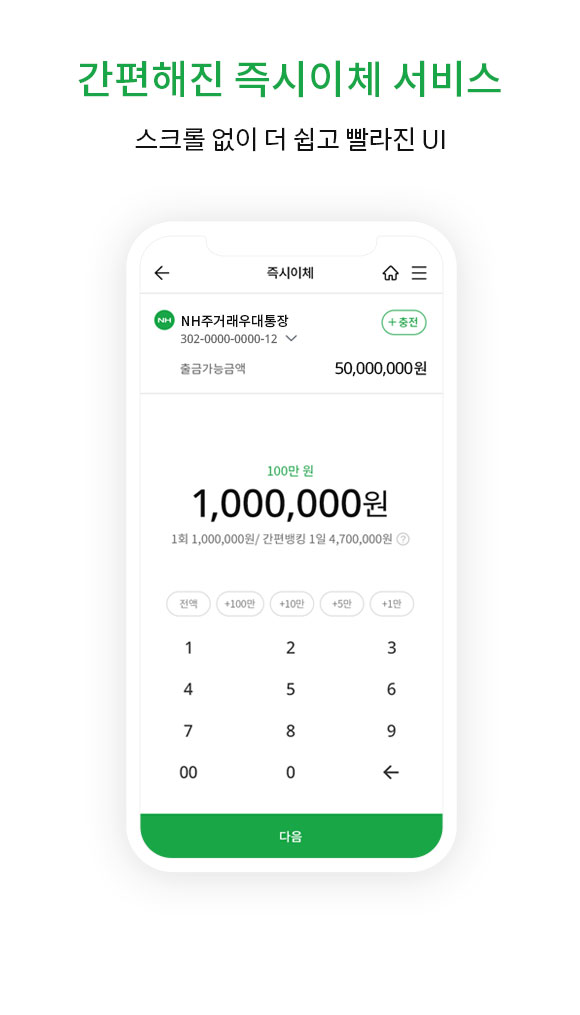 간편해진 즉시이체 서비스
스크롤 없이 더 쉽고 빨라진 UI
즉시이체
NH NH주거래우대통장 +충전
302-0000-0000-12
출금가능금액 50,000,000원
100만 원
1,000,000원
1회 1,000,000원/ 간편뱅킹 1일 4,700,000원 ?
전액 +100만 +10만 +5만 +1만
1 2 3
4 5 6
7 8 9
00 0
다음